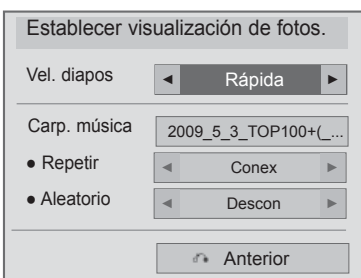 Establecer visualización de fotos.
Vel. diapos ◄ Rápida ►
Carp. música 2009_5_3_TOP100+(_...
● Repetir ◄ Conex ►
● Aleatorio ◄ Descon ►
Anterior